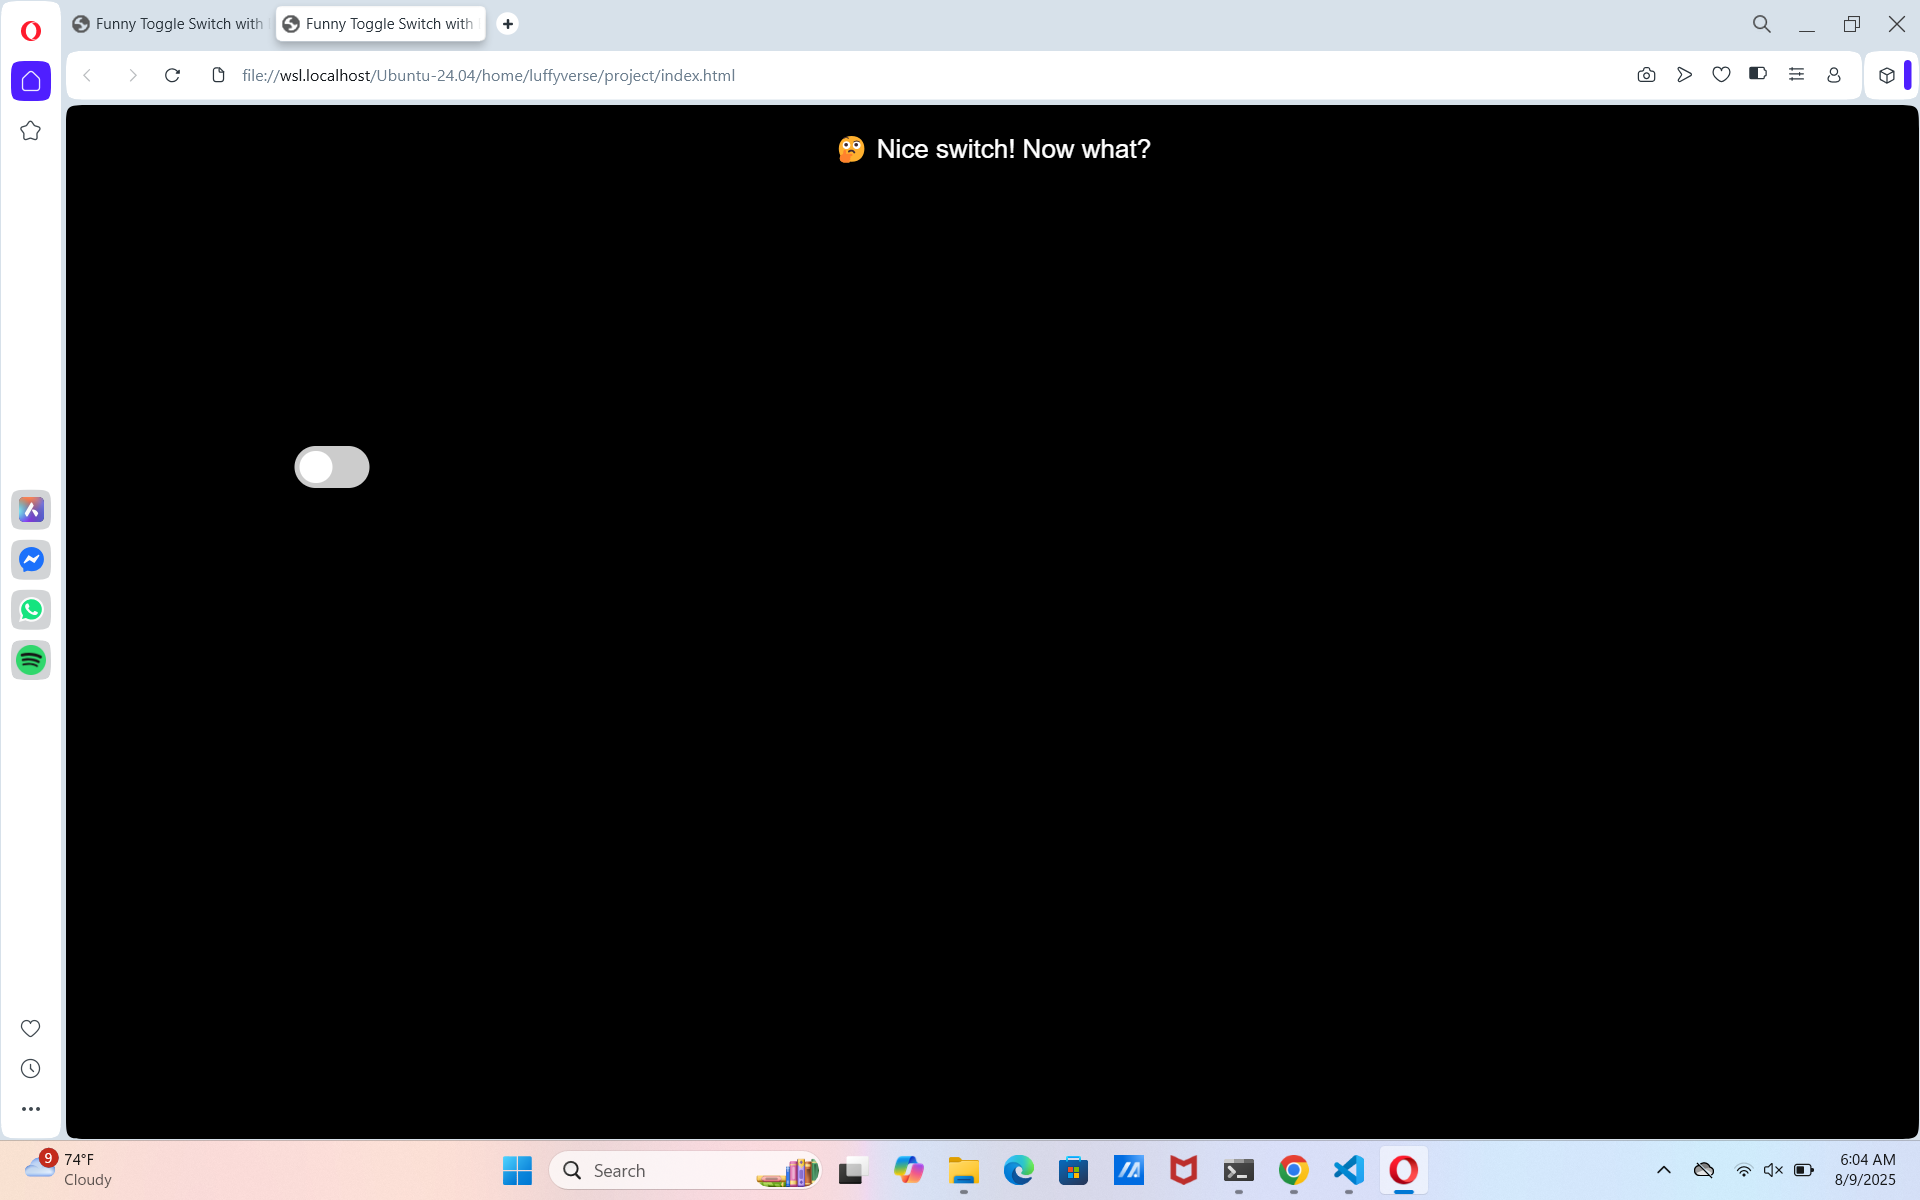 Funny Toggle Switch with
Funny Toggle Switch with
file://wsl.localhost/Ubuntu-24.04/home/luffyverse/project/index.html
🤔 Nice switch! Now what?
9
74°F
Cloudy
Search
6:04 AM
8/9/2025